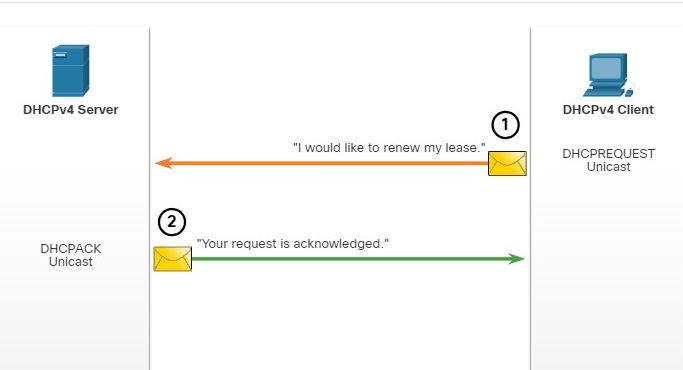 DHCPv4 Server
DHCPv4 Client
1
"I would like to renew my lease."
DHCPREQUEST
Unicast
2
"Your request is acknowledged."
DHCPACK
Unicast